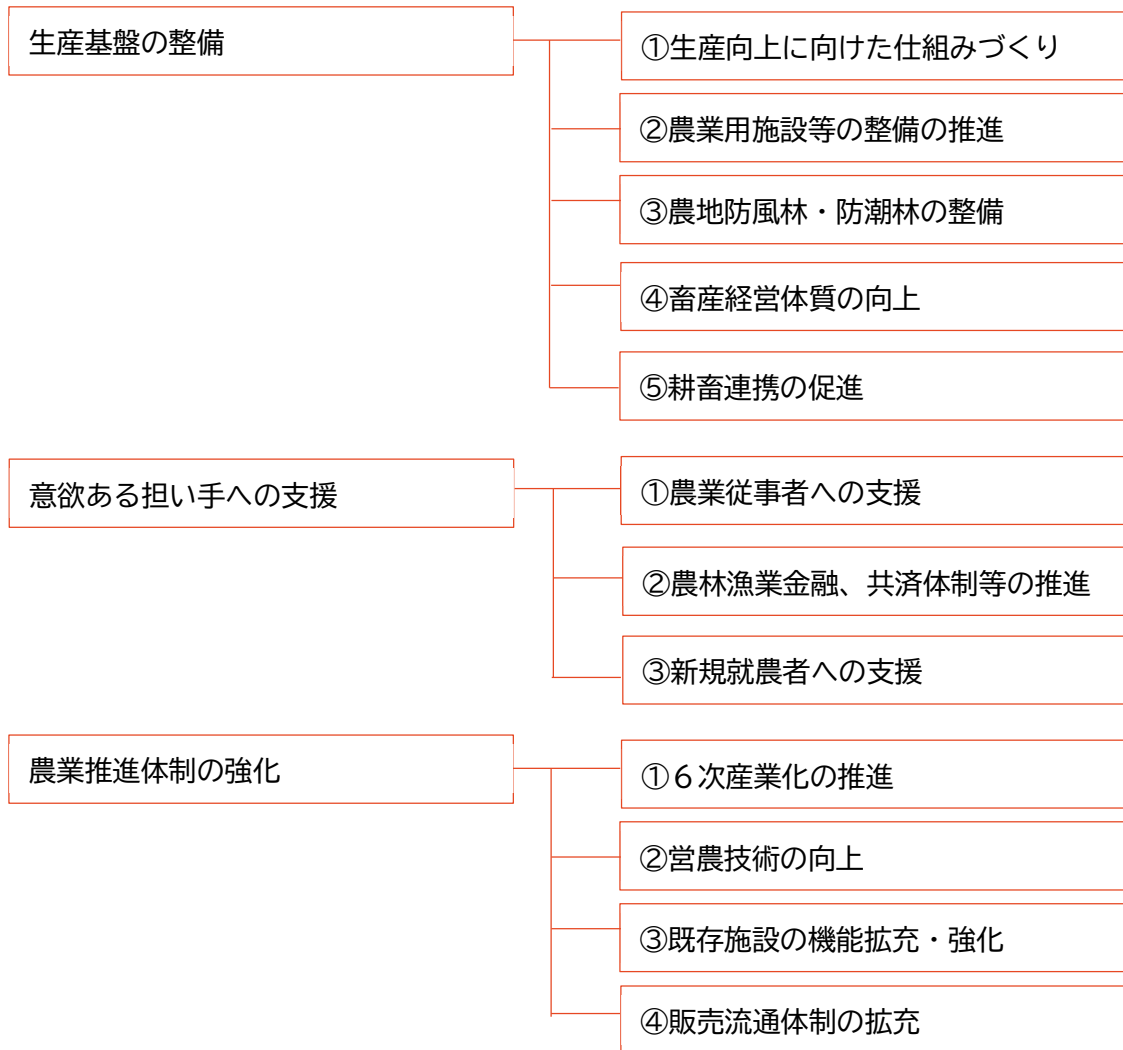 生産基盤の整備
①生産向上に向けた仕組みづくり
②農業用施設等の整備の推進
③農地防風林・防潮林の整備
④畜産経営体質の向上
⑤耕畜連携の促進
意欲ある担い手への支援
①農業従事者への支援
②農林漁業金融、共済体制等の推進
③新規就農者への支援
農業推進体制の強化
①６次産業化の推進
②営農技術の向上
③既存施設の機能拡充・強化
④販売流通体制の拡充